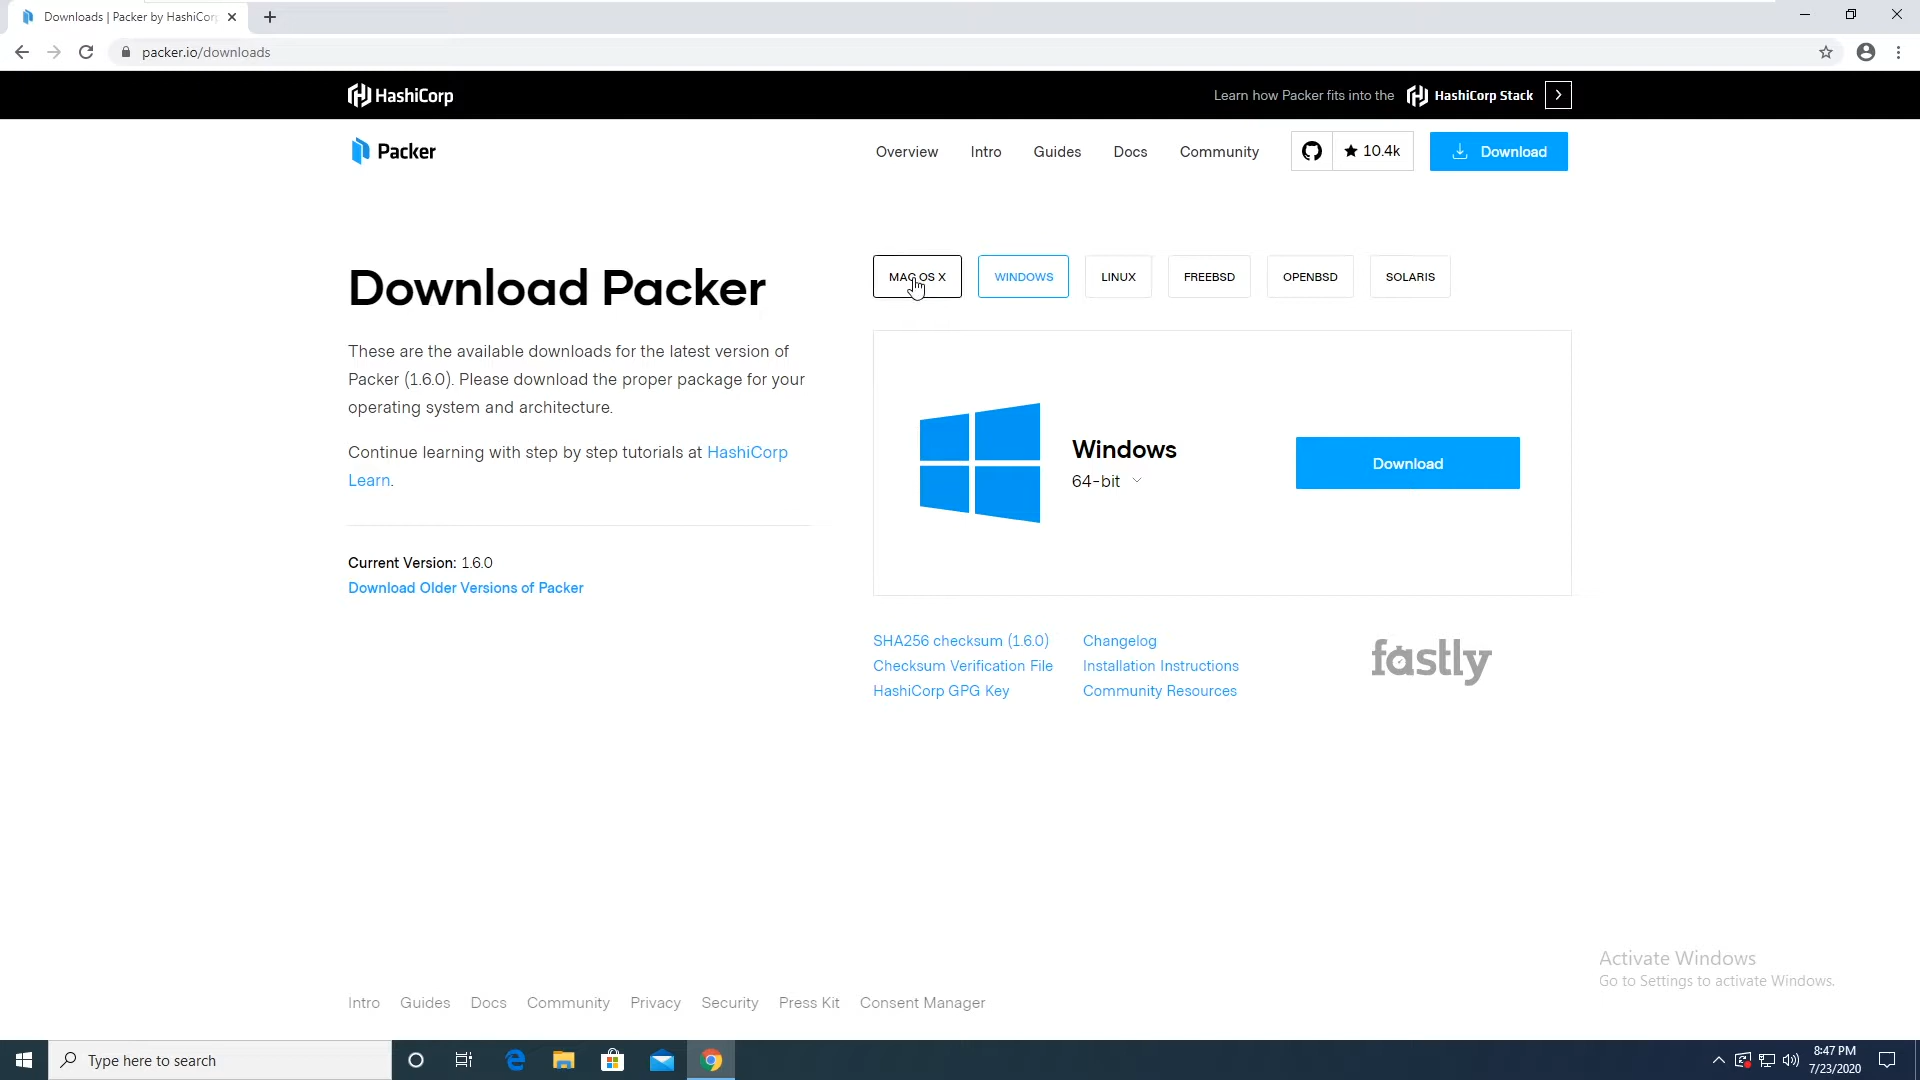 Downloads | Packer by HashiCor
packer.io/downloads
HashiCorp
Learn how Packer fits into the HashiCorp Stack
Packer
Overview Intro Guides Docs Community 10.4k Download
MAC OS X WINDOWS LINUX FREEBSD OPENBSD SOLARIS
Download Packer
These are the available downloads for the latest version of
Packer (1.6.0). Please download the proper package for your
operating system and architecture.
Continue learning with step by step tutorials at HashiCorp
Learn.
Current Version: 1.6.0
Download Older Versions of Packer
Windows
64-bit
Download
SHA256 checksum (1.6.0)
Checksum Verification File
HashiCorp GPG Key
Changelog
Installation Instructions
Community Resources
fastly
Activate Windows
Go to Settings to activate Windows.
Intro Guides Docs Community Privacy Security Press Kit Consent Manager
Type here to search
8:47 PM
7/23/2020